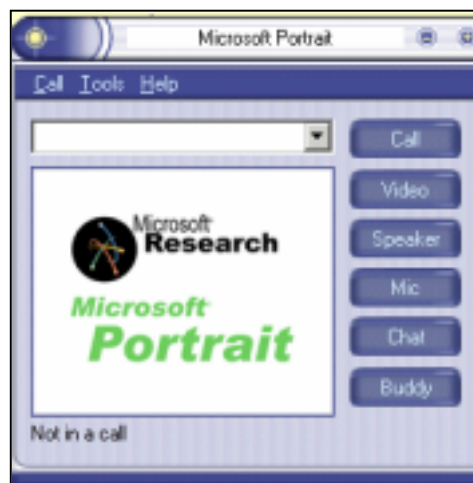 Microsoft Portrait
Call Tools Help
Call
Video
Speaker
Mic
Chat
Buddy
Microsoft
Research
Microsoft
Portrait
Not in a call